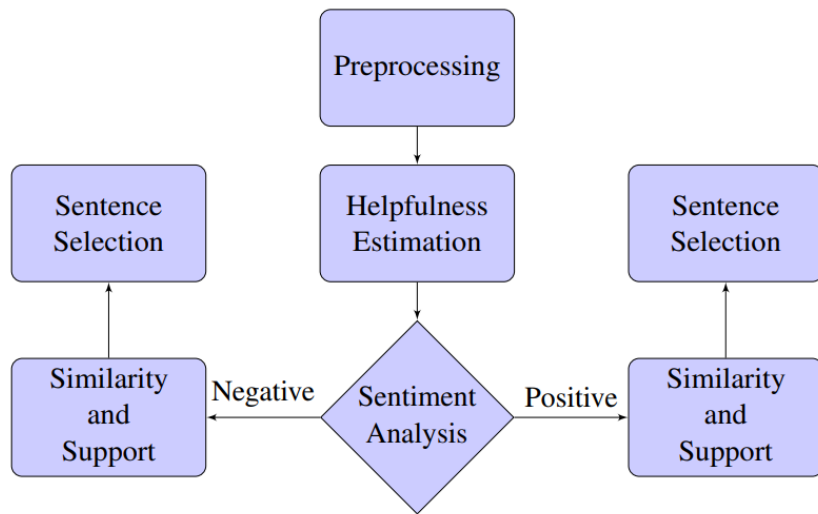 Preprocessing
Sentence
Selection
Helpfulness
Estimation
Sentence
Selection
Similarity
and
Support
Negative
Sentiment
Analysis
Positive
Similarity
and
Support